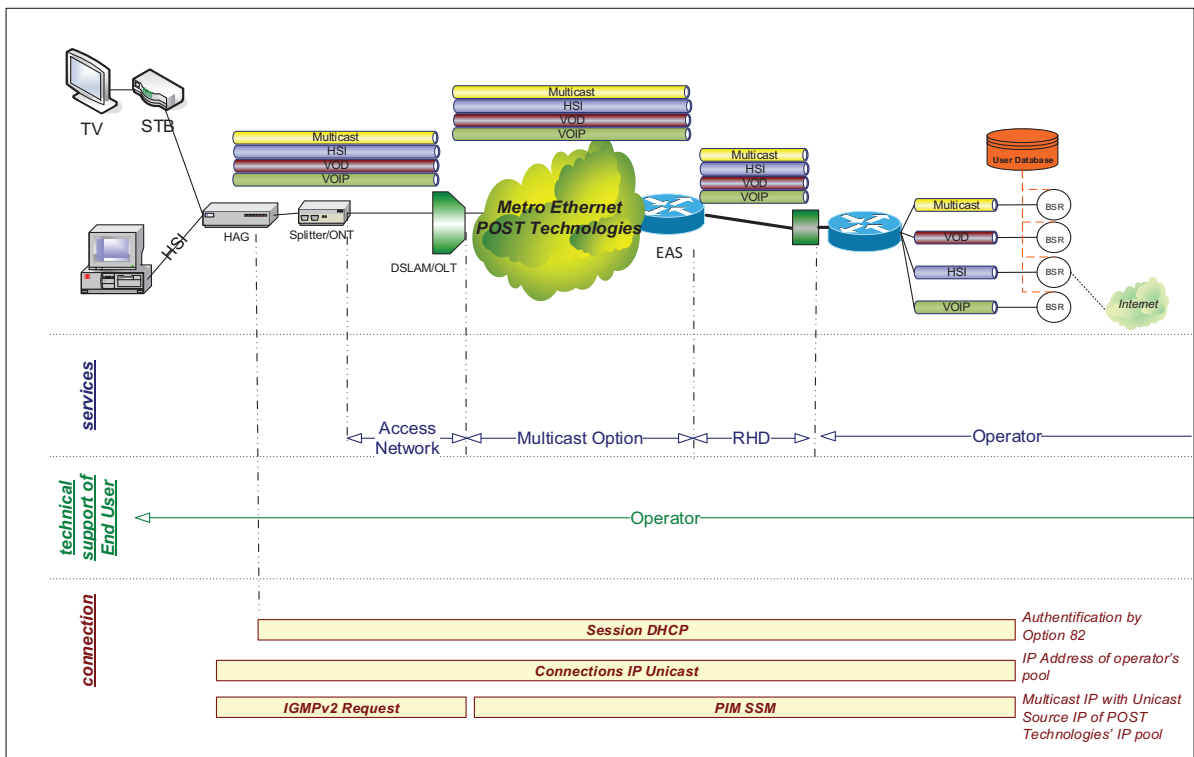 TV
STB
HSI
HAG
Splitter/ONT
DSLAM/OLT
Multicast
HSI
VOD
VOIP
Multicast
HSI
VOD
VOIP
Metro Ethernet
POST Technologies
EAS
Multicast
HSI
VOD
VOIP
User Database
Multicast
BSR
VOD
BSR
HSI
BSR
VOIP
BSR
Internet
services
Access
Network
Multicast Option
RHD
Operator
technical
support of
End User
Operator
connection
Session DHCP
Authentification by
Option 82
Connections IP Unicast
IP Address of operator's
pool
IGMPv2 Request
PIM SSM
Multicast IP with Unicast
Source IP of POST
Technologies' IP pool